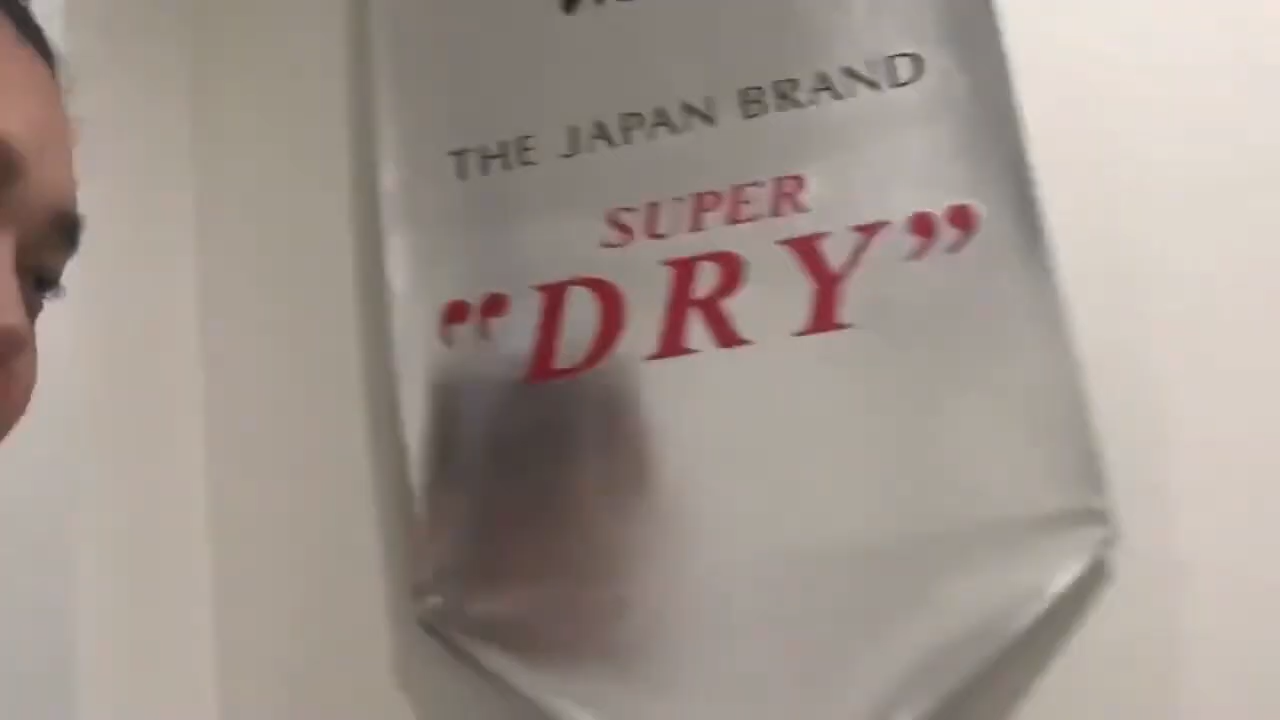 THE JAPAN BRAND
SUPER
“DRY”